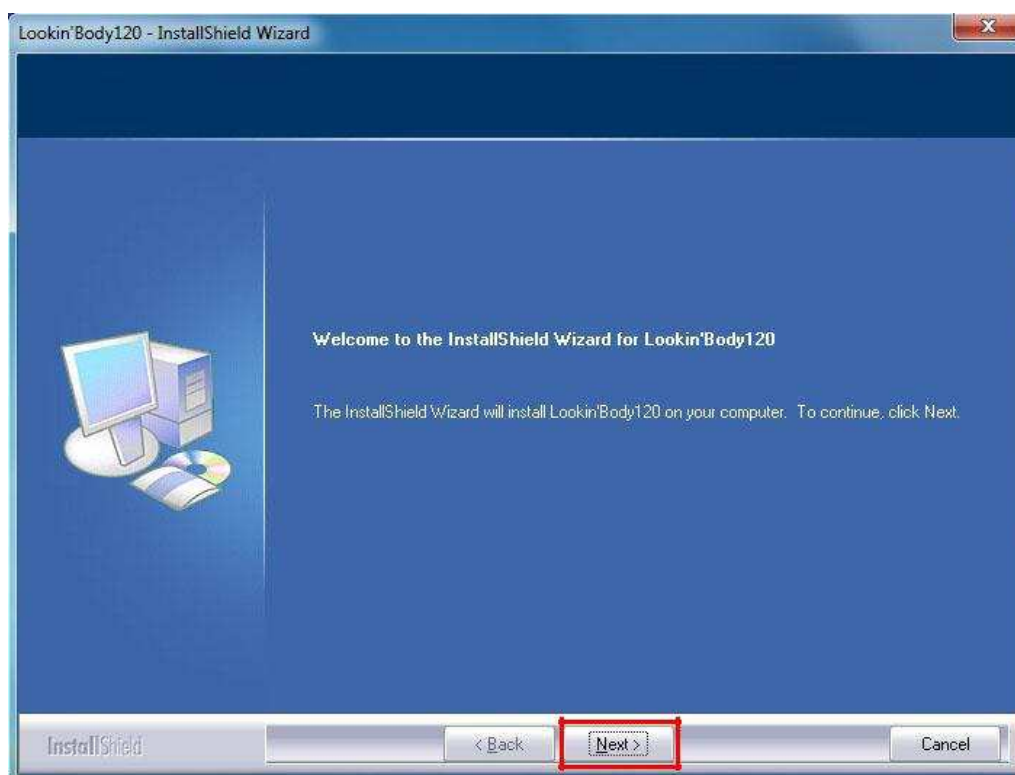 Lookin'Body120 - InstallShield Wizard
Welcome to the InstallShield Wizard for Lookin'Body120
The InstallShield Wizard will install Lookin'Body120 on your computer. To continue, click Next.
InstallShield
< Back
Next >
Cancel